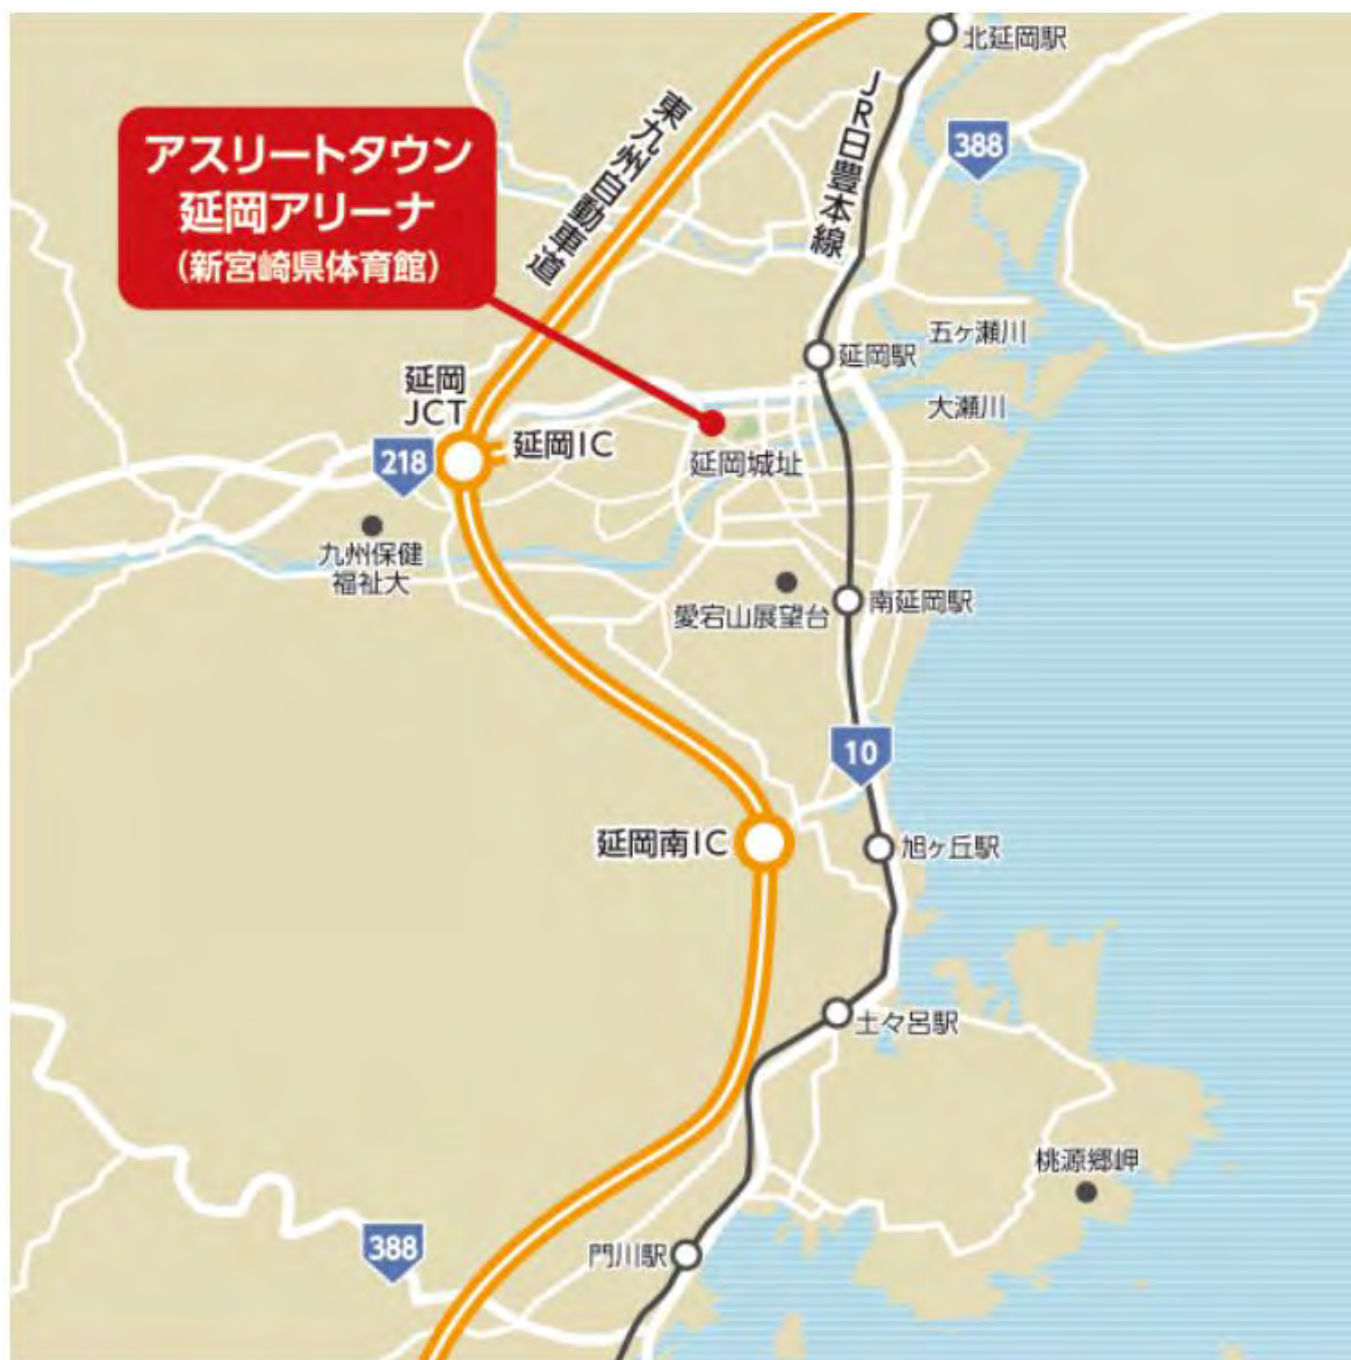 北延岡駅
388
JR日豊本線
東九州自動車道
アスリートタウン
延岡アリーナ
(新宮崎県体育館)
五ヶ瀬川
延岡駅
大瀬川
延岡
JCT
延岡IC
218
延岡城址
九州保健
福祉大
愛宕山展望台
南延岡駅
10
延岡南IC
旭ヶ丘駅
土々呂駅
桃源郷岬
388
門川駅